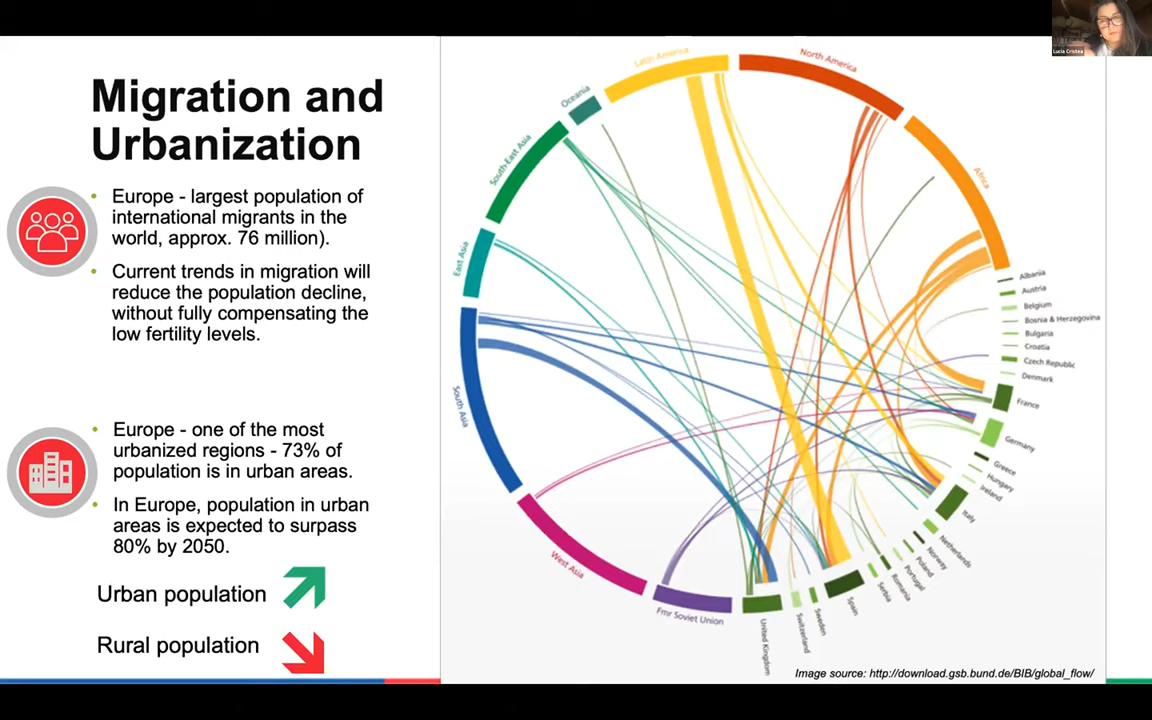 Lucia Cristea
Migration and
Urbanization
• Europe - largest population of
international migrants in the
world, approx. 76 million).
• Current trends in migration will
reduce the population decline,
without fully compensating the
low fertility levels.
• Europe - one of the most
urbanized regions - 73% of
population is in urban areas.
• In Europe, population in urban
areas is expected to surpass
80% by 2050.
Urban population
Rural population
Latin America
North America
Oceania
South-East Asia
Africa
East Asia
South Asia
West Asia
Fmr Soviet Union
Albania
Austria
Belgium
Bosnia & Herzegovina
Bulgaria
Croatia
Czech Republic
Denmark
France
Germany
Greece
Hungary
Ireland
Italy
Netherlands
Norway
Poland
Portugal
Romania
Serbia
Spain
Sweden
Switzerland
United Kingdom
Image source: http://download.gsb.bund.de/BIB/global_flow/